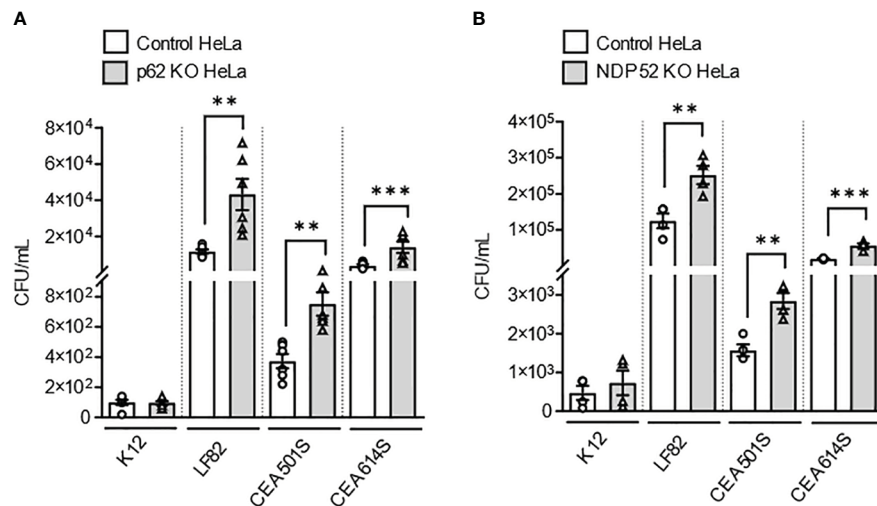 A
Control HeLa
p62 KO HeLa
CFU/mL
8×10⁴
6×10⁴
4×10⁴
2×10⁴
8×10²
6×10²
4×10²
2×10²
0
**
**
***
K12
LF82
CEA501S
CEA614S
B
Control HeLa
NDP52 KO HeLa
CFU/mL
4×10⁵
3×10⁵
2×10⁵
1×10⁵
3×10³
2×10³
1×10³
0
**
**
***
K12
LF82
CEA501S
CEA614S